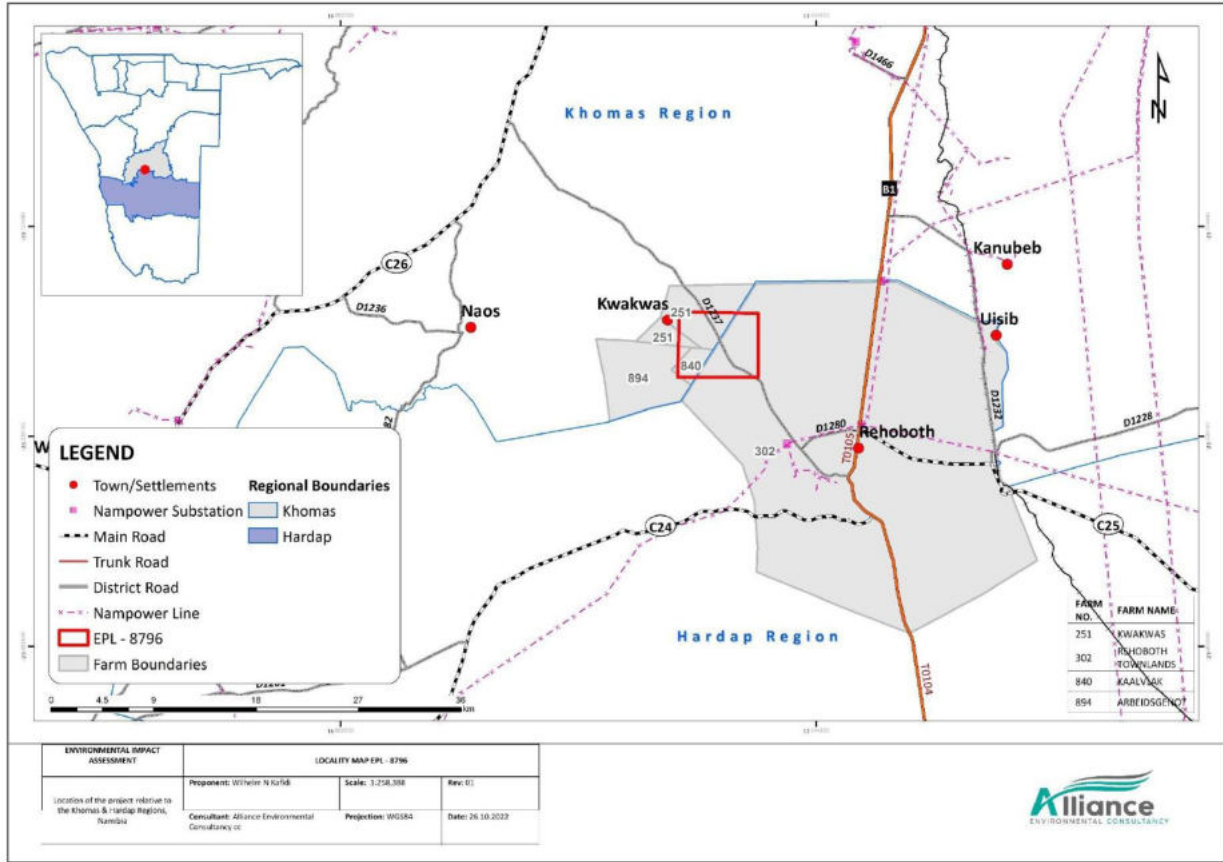 D1466
Khomas Region
N
B1
Kanubeb
C26
D1236
Naos
Kwakwas
251
D1237
Uisib
251
840
894
D1232
D1228
D1280
Rehoboth
302
T0105
C24
C25
Hardap Region
T0104
LEGEND
Town/Settlements
Nampower Substation
Main Road
Trunk Road
District Road
Nampower Line
EPL - 8796
Farm Boundaries
Regional Boundaries
Khomas
Hardap
0 4.5 9 18 27 36
km
FARM NO. FARM NAME
251 KWAKWAS
302 REHOBOTH TOWNLANDS
840 KAALVLAK
894 ARBEIDSGENOT
ENVIRONMENTAL IMPACT
ASSESSMENT
Location of the project relative to
the Khomas & Hardap Regions,
Namibia
LOCALITY MAP EPL - 8796
Proponent: Wilhelm N Kafidi
Scale: 1:258,388
Rev: 01
Consultant: Alliance Environmental
Consultancy cc
Projection: WGS84
Date: 26.10.2022
Alliance
ENVIRONMENTAL CONSULTANCY